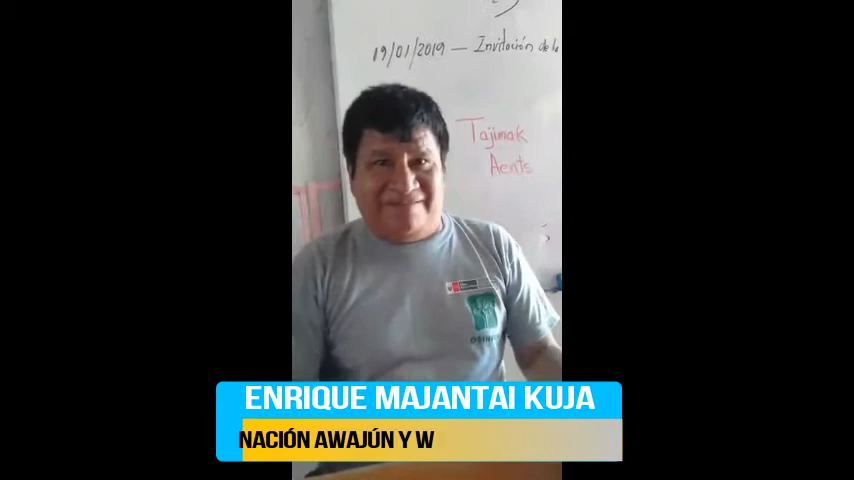 19/01/2019 — Invitación de la
Tajimak
Aents
ENRIQUE MAJANTAI KUJA
NACIÓN AWAJÚN Y W